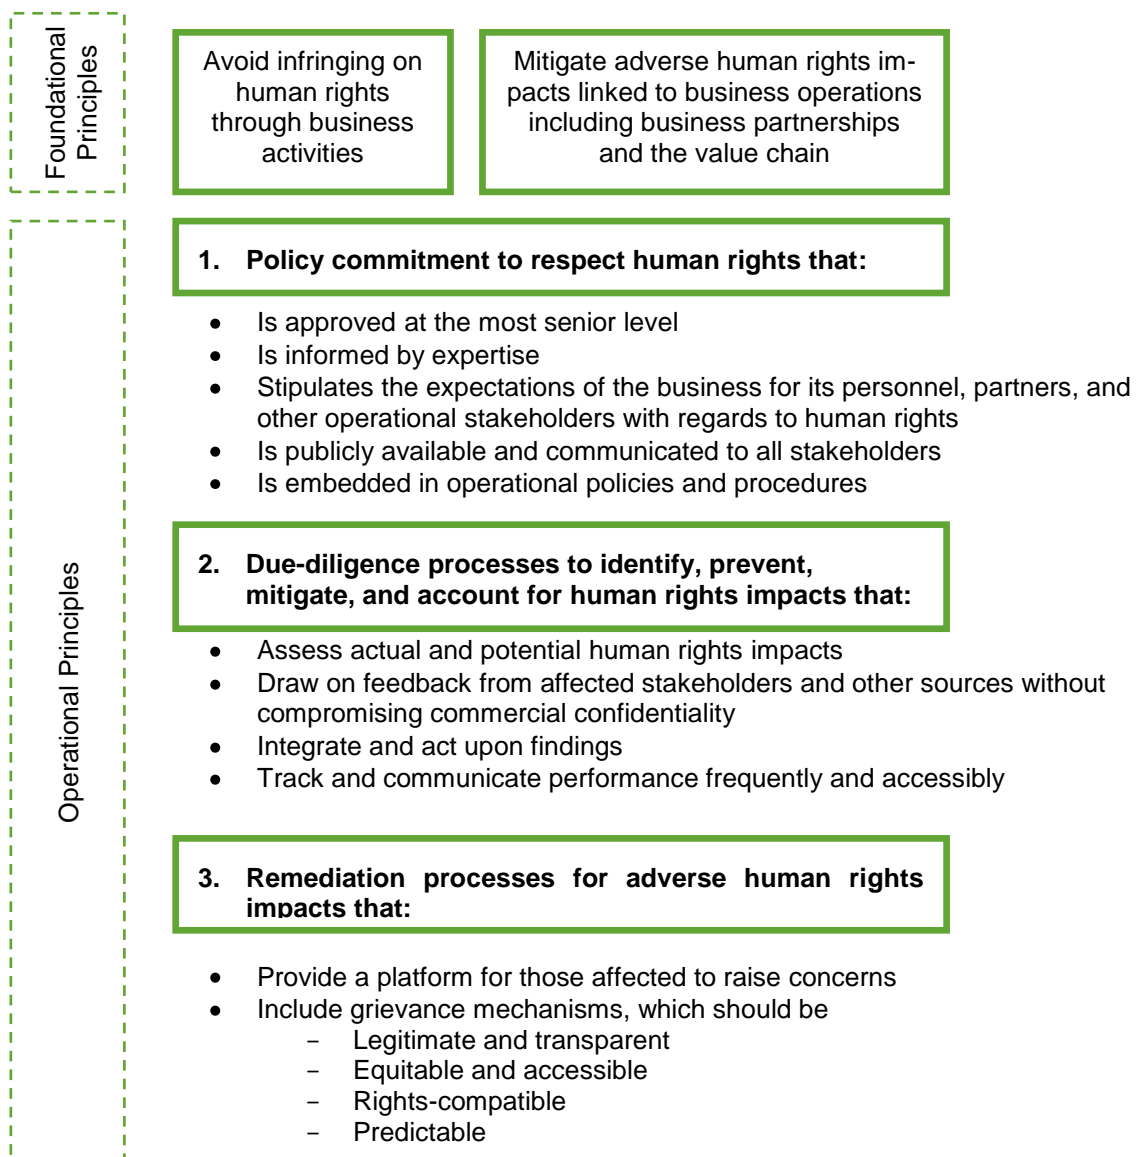 Foundational
Principles
Avoid infringing on
human rights
through business
activities
Mitigate adverse human rights im-
pacts linked to business operations
including business partnerships
and the value chain
Operational Principles
1. Policy commitment to respect human rights that:
• Is approved at the most senior level
• Is informed by expertise
• Stipulates the expectations of the business for its personnel, partners, and
other operational stakeholders with regards to human rights
• Is publicly available and communicated to all stakeholders
• Is embedded in operational policies and procedures
2. Due-diligence processes to identify, prevent,
mitigate, and account for human rights impacts that:
• Assess actual and potential human rights impacts
• Draw on feedback from affected stakeholders and other sources without
compromising commercial confidentiality
• Integrate and act upon findings
• Track and communicate performance frequently and accessibly
3. Remediation processes for adverse human rights
impacts that:
• Provide a platform for those affected to raise concerns
• Include grievance mechanisms, which should be
- Legitimate and transparent
- Equitable and accessible
- Rights-compatible
- Predictable